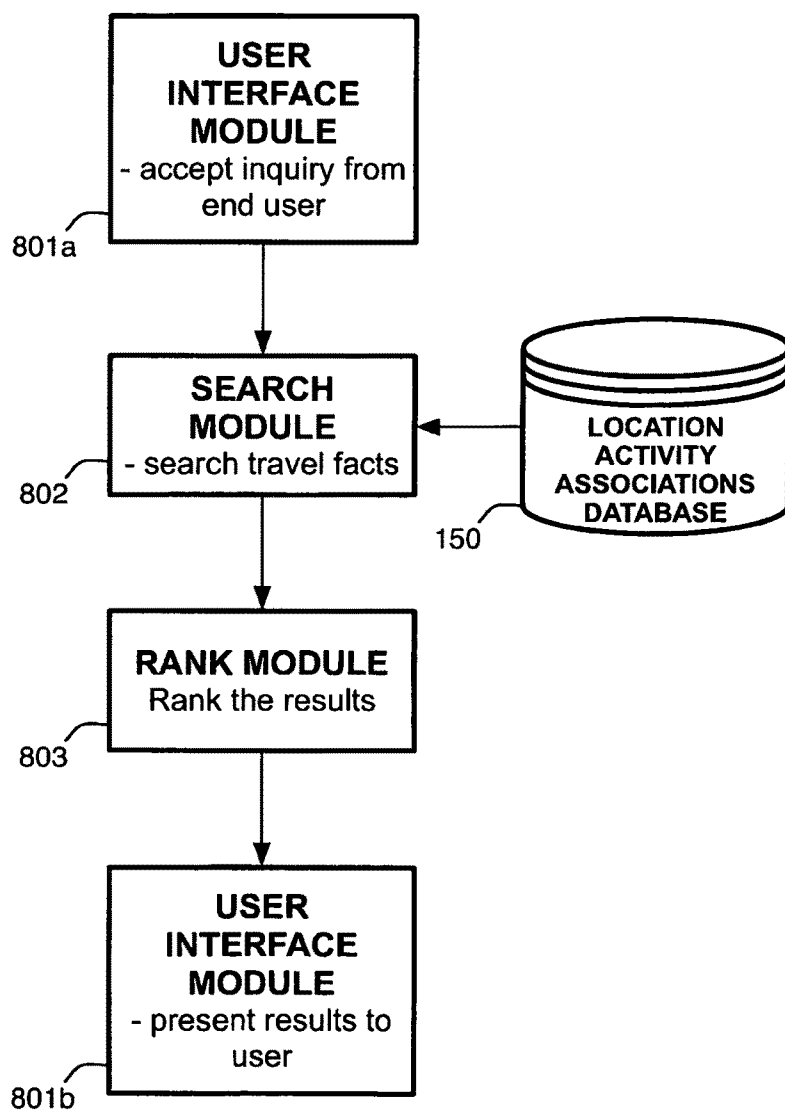 USER
INTERFACE
MODULE
- accept inquiry from
end user
801a
SEARCH
MODULE
- search travel facts
802
LOCATION
ACTIVITY
ASSOCIATIONS
DATABASE
150
RANK MODULE
Rank the results
803
USER
INTERFACE
MODULE
- present results to
user
801b